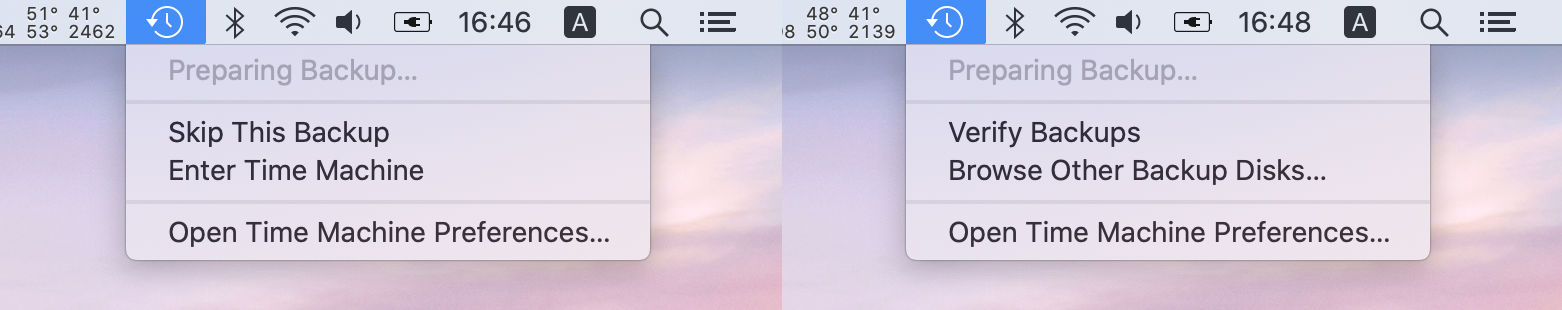 51° 41°
64 53° 2462
16:46
A
Preparing Backup...
Skip This Backup
Enter Time Machine
Open Time Machine Preferences...
48° 41°
8 50° 2139
16:48
A
Preparing Backup...
Verify Backups
Browse Other Backup Disks...
Open Time Machine Preferences...